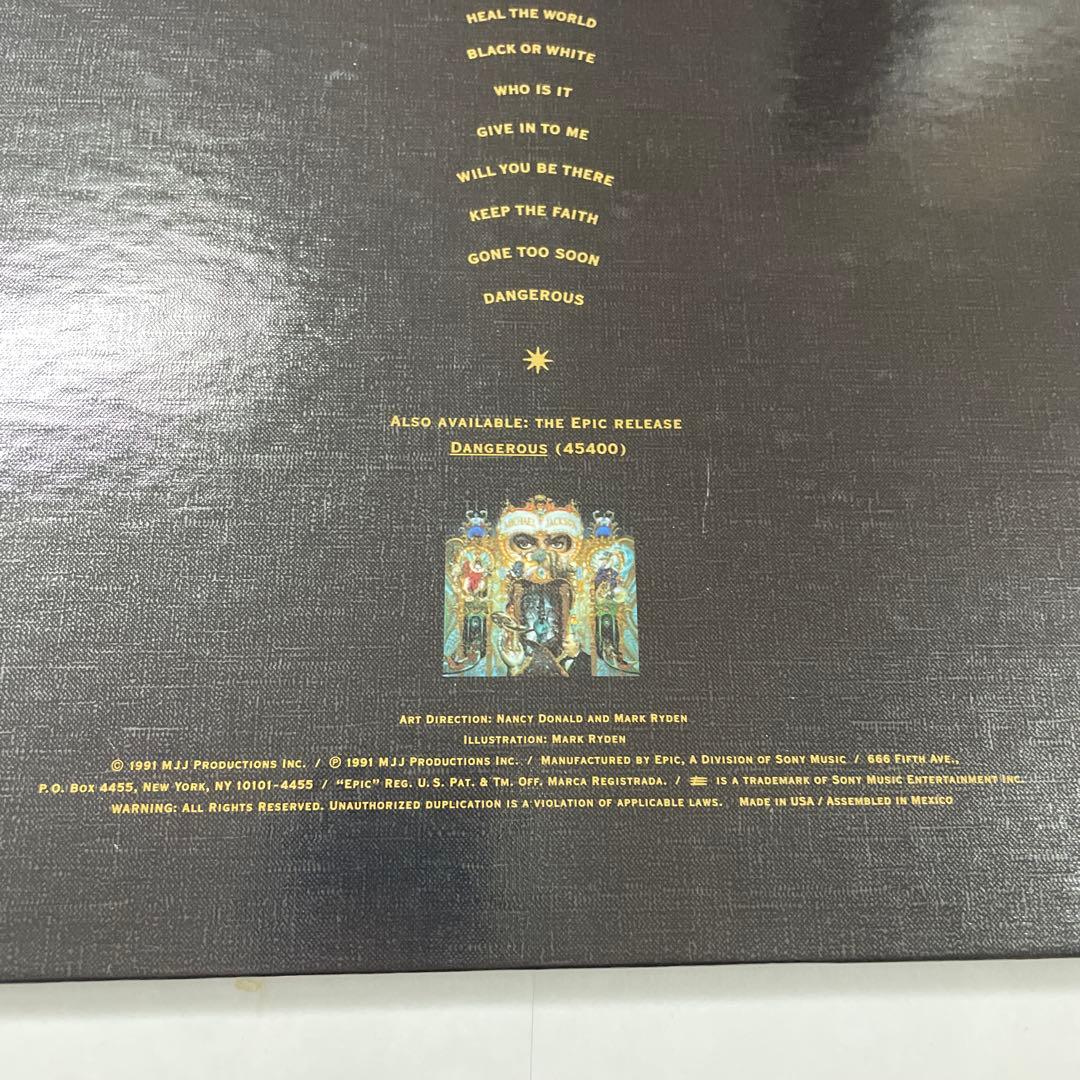 HEAL THE WORLD
BLACK OR WHITE
WHO IS IT
GIVE IN TO ME
WILL YOU BE THERE
KEEP THE FAITH
GONE TOO SOON
DANGEROUS
ALSO AVAILABLE: THE EPIC RELEASE
DANGEROUS (45400)
MICHAEL JACKSON
ART DIRECTION: NANCY DONALD AND MARK RYDEN
ILLUSTRATION: MARK RYDEN
© 1991 MJJ PRODUCTIONS INC. / ℗ 1991 MJJ PRODUCTIONS INC. / MANUFACTURED BY EPIC, A DIVISION OF SONY MUSIC / 666 FIFTH AVE.,
P.O. BOX 4455, NEW YORK, NY 10101-4455 / "EPIC" REG. U.S. PAT. & TM. OFF. MARCA REGISTRADA. / IS A TRADEMARK OF SONY MUSIC ENTERTAINMENT INC.
WARNING: ALL RIGHTS RESERVED. UNAUTHORIZED DUPLICATION IS A VIOLATION OF APPLICABLE LAWS. MADE IN USA / ASSEMBLED IN MEXICO